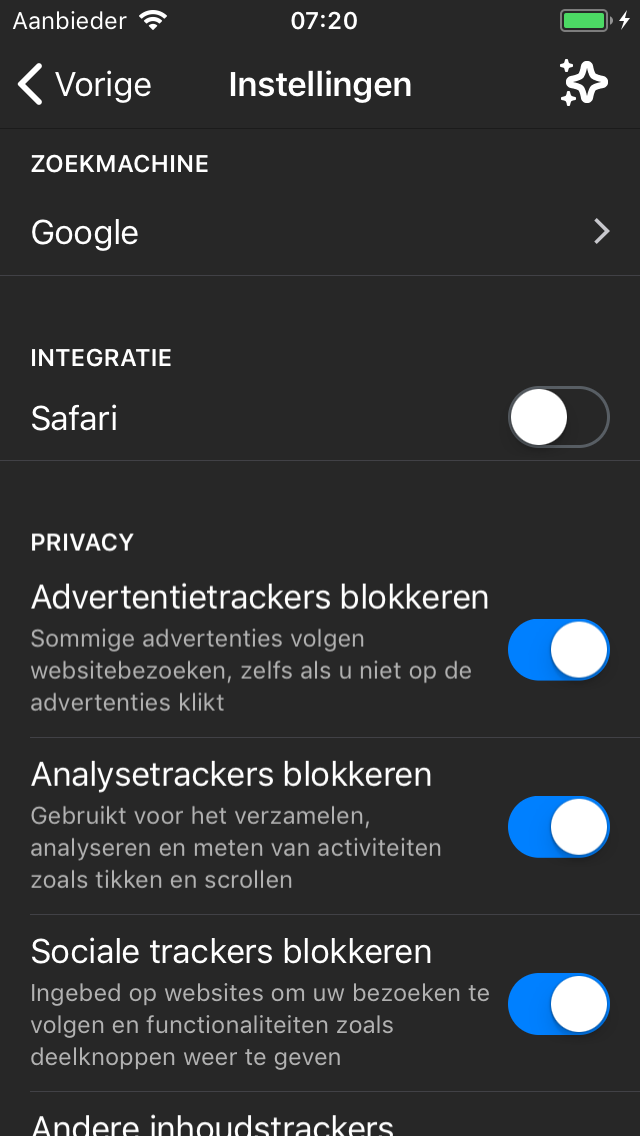 Aanbieder 07:20
Vorige Instellingen
ZOEKMACHINE
Google
INTEGRATIE
Safari
PRIVACY
Advertentietrackers blokkeren
Sommige advertenties volgen
websitebezoeken, zelfs als u niet op de
advertenties klikt
Analysetrackers blokkeren
Gebruikt voor het verzamelen,
analyseren en meten van activiteiten
zoals tikken en scrollen
Sociale trackers blokkeren
Ingebed op websites om uw bezoeken te
volgen en functionaliteiten zoals
deelknoppen weer te geven
Andere inhoudstrackers